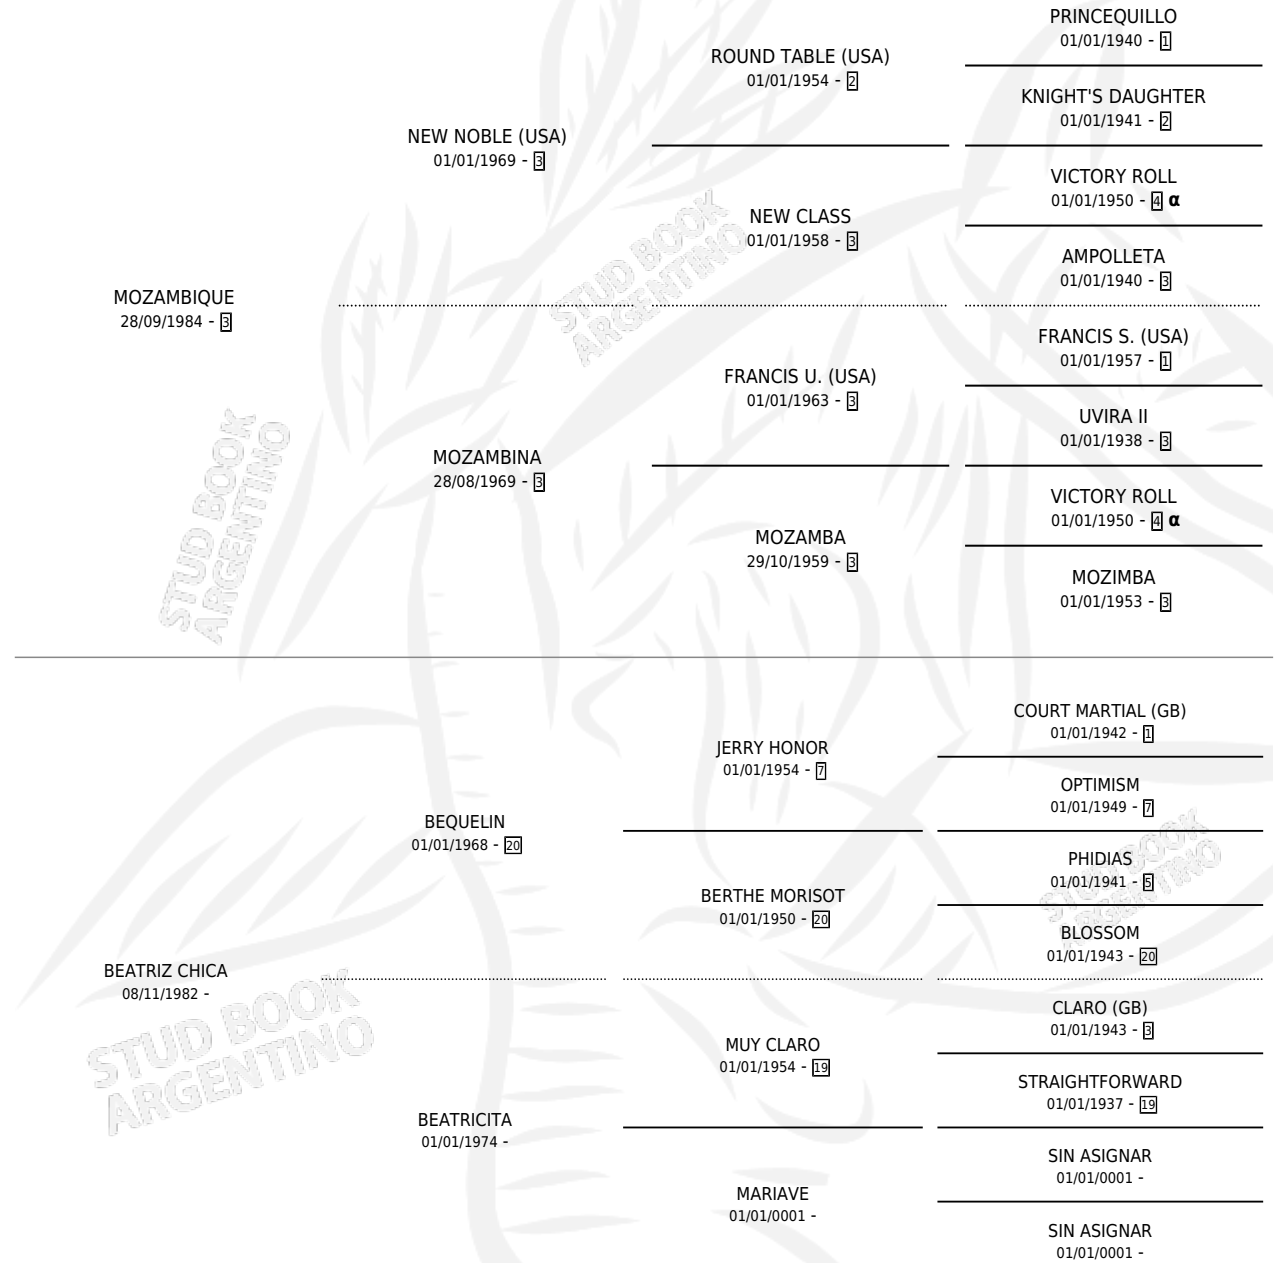 PRINCEQUILLO
01/01/1940 - 1
ROUND TABLE (USA)
01/01/1954 - 2
KNIGHT'S DAUGHTER
01/01/1941 - 2
NEW NOBLE (USA)
01/01/1969 - 3
VICTORY ROLL
01/01/1950 - 4 α
NEW CLASS
01/01/1958 - 3
AMPOLLETA
01/01/1940 - 3
MOZAMBIQUE
28/09/1984 - 3
FRANCIS S. (USA)
01/01/1957 - 1
FRANCIS U. (USA)
01/01/1963 - 3
UVIRA II
01/01/1938 - 3
MOZAMBINA
28/08/1969 - 3
VICTORY ROLL
01/01/1950 - 4 α
MOZAMBA
29/10/1959 - 3
MOZIMBA
01/01/1953 - 3
COURT MARTIAL (GB)
01/01/1942 - 1
JERRY HONOR
01/01/1954 - 7
OPTIMISM
01/01/1949 - 7
BEQUELIN
01/01/1968 - 20
PHIDIAS
01/01/1941 - 5
BERTHE MORISOT
01/01/1950 - 20
BLOSSOM
01/01/1943 - 20
BEATRIZ CHICA
08/11/1982 -
CLARO (GB)
01/01/1943 - 3
MUY CLARO
01/01/1954 - 19
STRAIGHTFORWARD
01/01/1937 - 19
BEATRICITA
01/01/1974 -
SIN ASIGNAR
01/01/0001 -
MARIAVE
01/01/0001 -
SIN ASIGNAR
01/01/0001 -
STUD BOOK
ARGENTINO
STUD BOOK
ARGENTINO
STUD BOOK
ARGENTINO
STUD BOOK
ARGENTINO